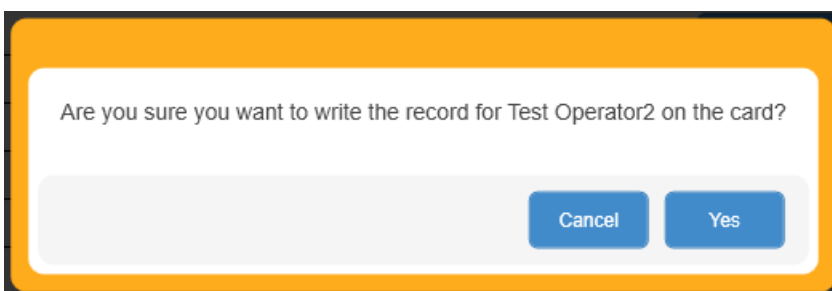 Are you sure you want to write the record for Test Operator2 on the card?
Cancel
Yes